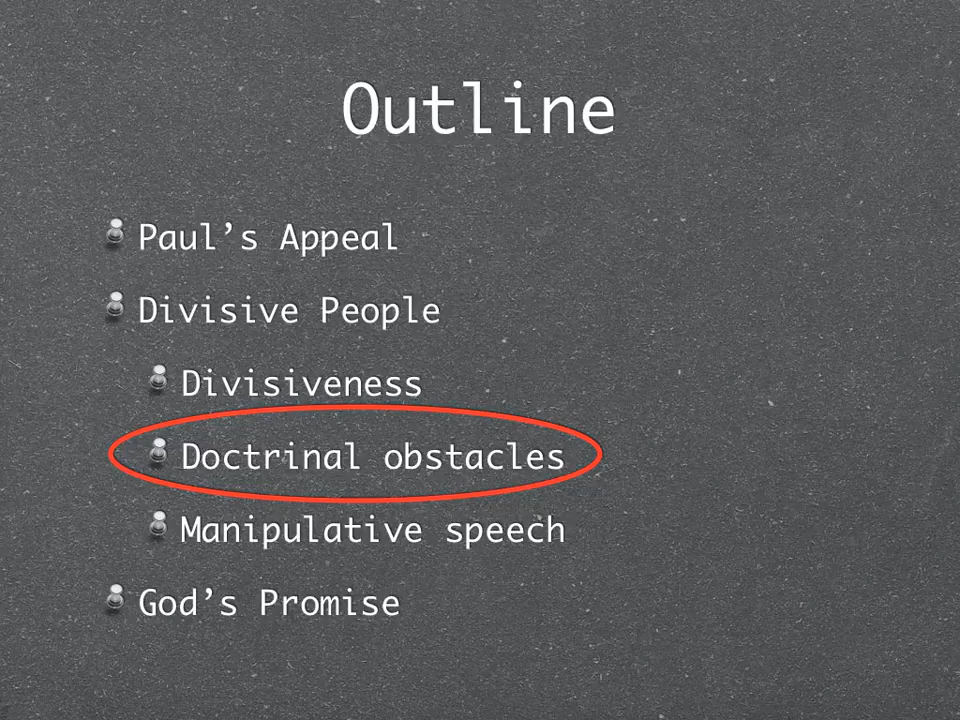 Outline
Paul’s Appeal
Divisive People
Divisiveness
Doctrinal obstacles
Manipulative speech
God’s Promise